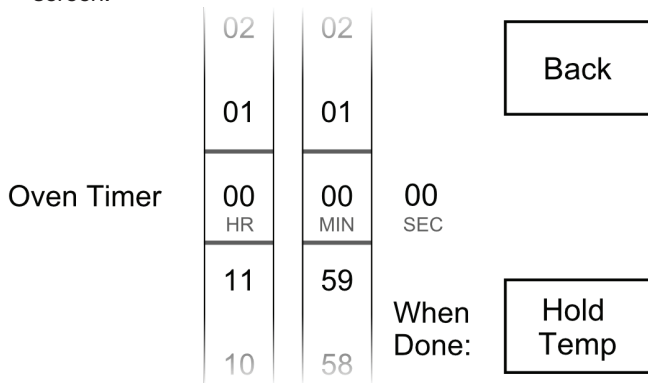 02 02
Back
01 01
Oven Timer 00 00 00
HR MIN SEC
11 59
When Done:
Hold Temp
10 58